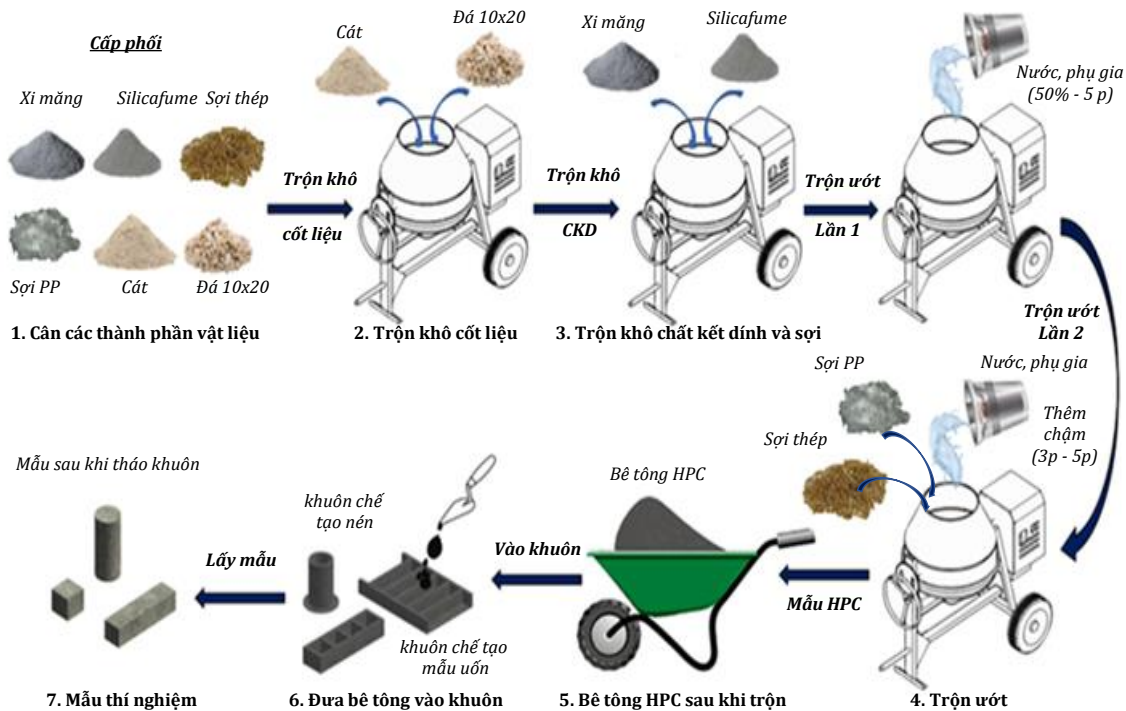 Cấp phối
Xi măng
Silicafume
Sợi thép
Sợi PP
Cát
Đá 10x20
1. Cân các thành phần vật liệu
Trộn khô
cốt liệu
Cát
Đá 10x20
2. Trộn khô cốt liệu
Trộn khô
CKD
Xi măng
Silicafume
3. Trộn khô chất kết dính và sợi
Trộn ướt
Lần 1
Nước, phụ gia
(50% - 5 p)
Trộn ướt
Lần 2
Sợi PP
Nước, phụ gia
Sợi thép
Thêm
chậm
(3p - 5p)
4. Trộn ướt
Mẫu HPC
Bê tông HPC
5. Bê tông HPC sau khi trộn
Vào khuôn
khuôn chế
tạo nén
khuôn chế tạo
mẫu uốn
6. Đưa bê tông vào khuôn
Lấy mẫu
Mẫu sau khi tháo khuôn
7. Mẫu thí nghiệm